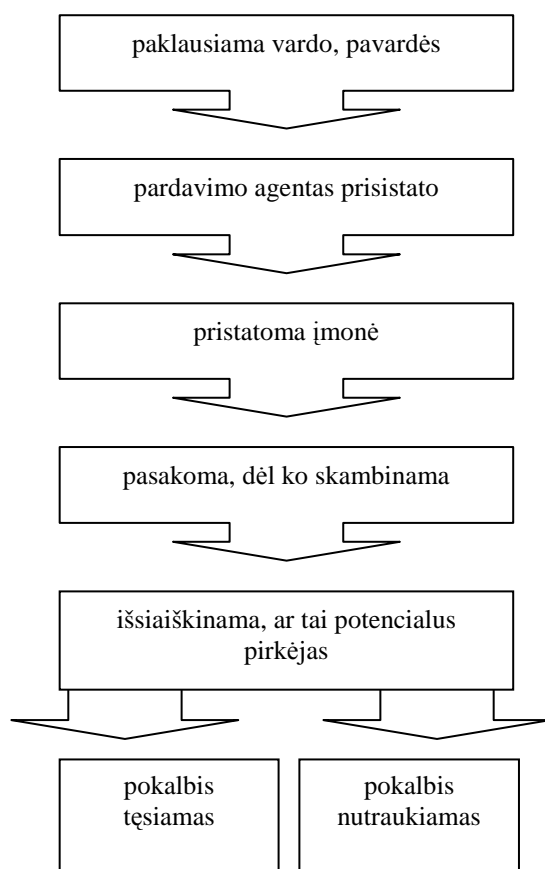 paklausiama vardo, pavardės
pardavimo agentas prisistato
pristatoma įmonė
pasakoma, dėl ko skambinama
išsiaiškinama, ar tai potencialus
pirkėjas
pokalbis
tęsiamas
pokalbis
nutraukiamas